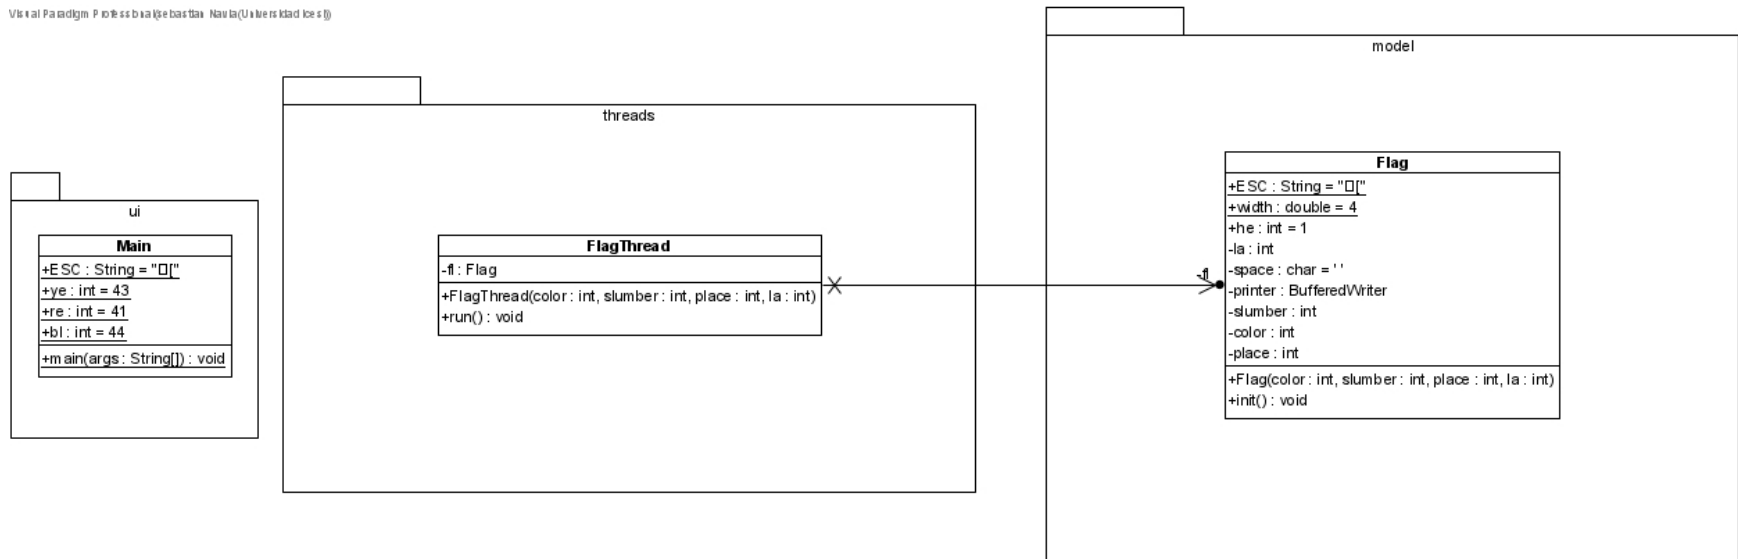 Visual Paradigm Professional(sebastian Navia(Universidad Icesi))
ui
Main
+ESC : String = "▯["
+ye : int = 43
+re : int = 41
+bl : int = 44
+main(args : String[]) : void
threads
FlagThread
-fl : Flag
+FlagThread(color : int, slumber : int, place : int, la : int)
+run() : void
-fl
model
Flag
+ESC : String = "▯["
+width : double = 4
+he : int = 1
-la : int
-space : char = ' '
-printer : BufferedWriter
-slumber : int
-color : int
-place : int
+Flag(color : int, slumber : int, place : int, la : int)
+init() : void